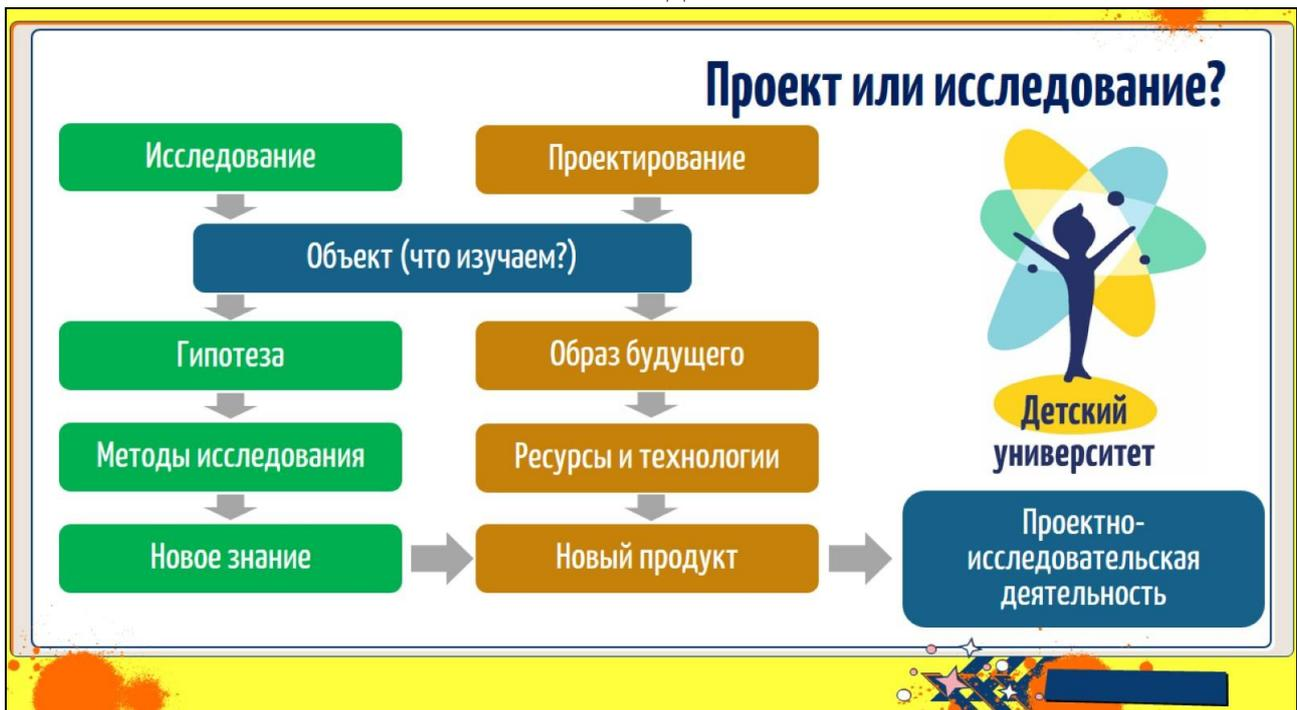 Проект или исследование?
Исследование
Проектирование
Объект (что изучаем?)
Гипотеза
Образ будущего
Методы исследования
Ресурсы и технологии
Новое знание
Новый продукт
Детский
университет
Проектно-
исследовательская
деятельность